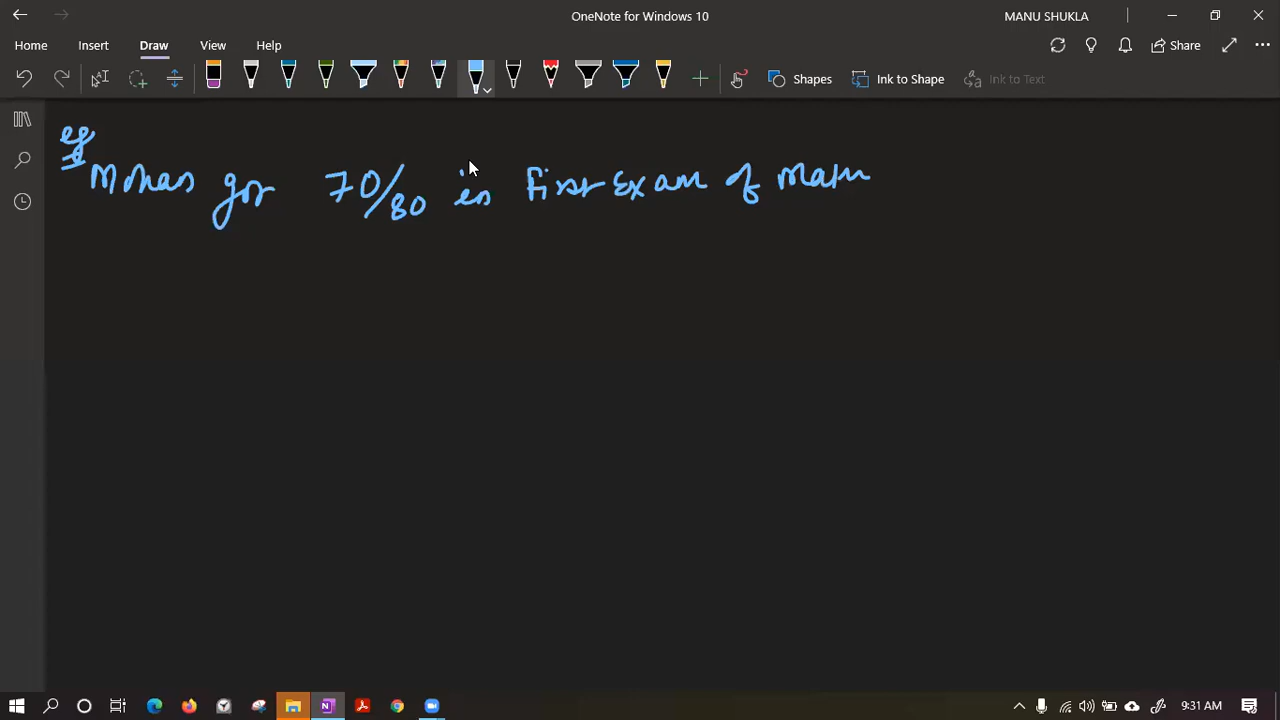 OneNote for Windows 10
MANU SHUKLA
Home Insert Draw View Help
Share
Shapes Ink to Shape Ink to Text
eg
Mohan got 70/80 in first Exam of Math
9:31 AM